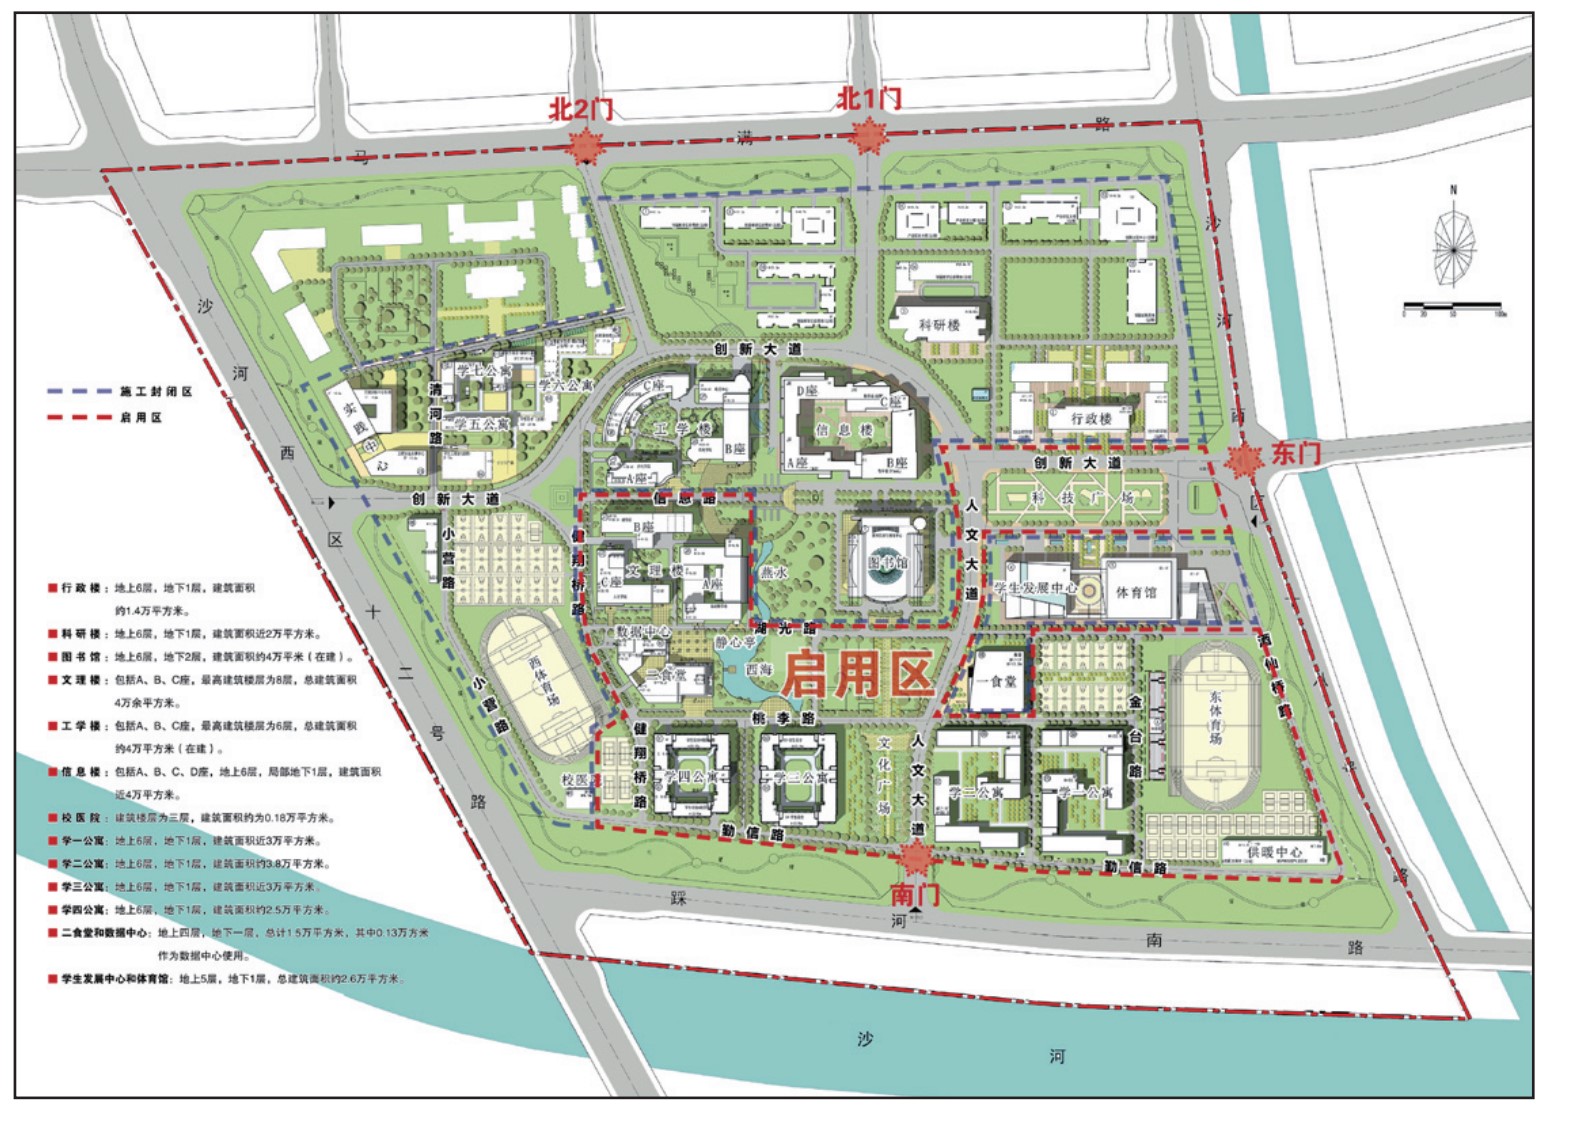 北2门
北1门
马
满
路
N
沙
河
西
区
十
二
号
路
沙
河
西
区
路
创新大道
科研楼
学七公寓
学六公寓
学五公寓
清河路
实践中心
C座
工学楼
B座
A座
D座
C座
信息楼
A座
B座
行政楼
东门
施工封闭区
启用区
创新大道
创新大道
科技广场
信息路
小营路
健翔桥路
B座
C座
文理楼
A座
燕水
图书馆
人文大道
学生发展中心
体育馆
湖光路
数据中心
静心亭
二食堂
西海
启用区
一食堂
西体育场
小营路
东体育场
酒仙桥路
金台路
桃李路
健翔桥路
学四公寓
学三公寓
文化广场
人文大道
学二公寓
学一公寓
校医
勤信路
勤信路
供暖中心
南门
踩
河
南
路
沙
河
■ 行政楼：地上6层，地下1层，建筑面积
约1.4万平方米。
■ 科研楼：地上6层，地下1层，建筑面积近2万平方米。
■ 图书馆：地上6层，地下2层，建筑面积约4万平米（在建）。
■ 文理楼：包括A、B、C座，最高建筑楼层为8层，总建筑面积
4万余平方米。
■ 工学楼：包括A、B、C座，最高建筑楼层为6层，总建筑面积
约4万平方米（在建）。
■ 信息楼：包括A、B、C、D座，地上6层，局部地下1层，建筑面积
近4万平方米。
■ 校医院：建筑楼层为三层，建筑面积约为0.18万平方米。
■ 学一公寓：地上6层，地下1层，建筑面积近3万平方米。
■ 学二公寓：地上6层，地下1层，建筑面积约3.8万平方米。
■ 学三公寓：地上6层，地下1层，建筑面积近3万平方米。
■ 学四公寓：地上6层，地下1层，建筑面积约2.5万平方米。
■ 二食堂和数据中心：地上四层，地下一层，总计1.5万平方米，其中0.13万方米
作为数据中心使用。
■ 学生发展中心和体育馆：地上5层，地下1层，总建筑面积约2.6万平方米。